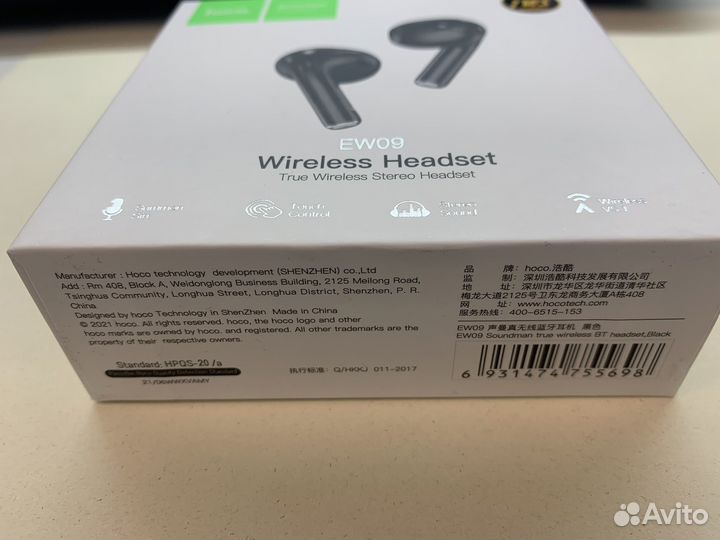 hoco.
TWS
EW09
Wireless Headset
True Wireless Stereo Headset
Summon
Siri
Touch
Control
Stereo
Sound
Wireless
V5.1
Manufacturer : Hoco technology development (SHENZHEN) co.,Ltd
Add : Rm 408, Block A, Weidonglong Business Building, 2125 Meilong Road,
Tsinghua Community, Longhua Street, Longhua District, Shenzhen, P. R.
China
Designed by hoco Technology in ShenZhen Made in China
© 2021 hoco. All rights reserved. hoco, the hoco logo and other
hoco marks are owned by hoco. and registered. All other trademarks are the
property of their respective owners.
Standard: HPQS-20 /a
执行标准: Q/HKKJ 011-2017
品 牌: hoco.浩酷
监 制: 深圳浩酷科技发展有限公司
地 址: 深圳市龙华区龙华街道清华社区
梅龙大道2125号卫东龙商务大厦A栋408
网 址: www.hocotech.com
服务热线: 400-6515-153
EW09 声曼真无线蓝牙耳机 黑色
EW09 Soundman true wireless BT headset,Black
6 931474 755698
Avito